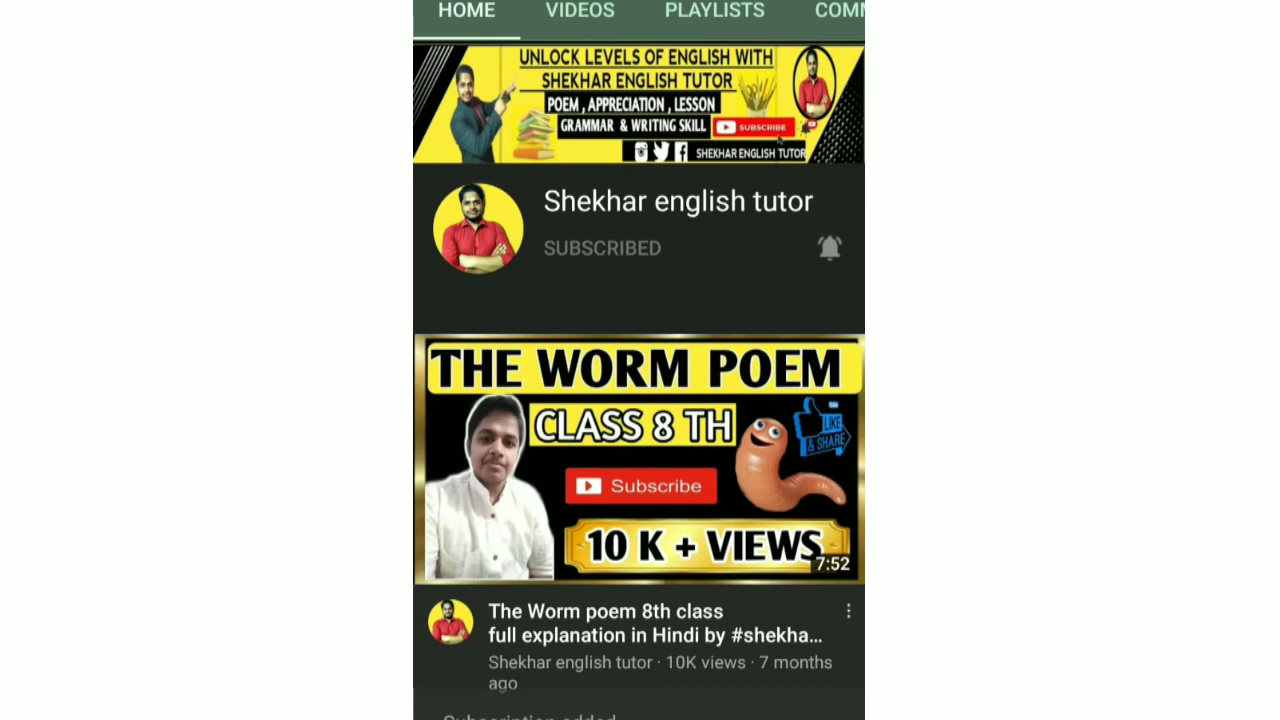 HOME VIDEOS PLAYLISTS COMM
UNLOCK LEVELS OF ENGLISH WITH
SHEKHAR ENGLISH TUTOR
POEM , APPRECIATION , LESSON
GRAMMAR & WRITING SKILL
SUBSCRIBE
SHEKHAR ENGLISH TUTOR
Shekhar english tutor
SUBSCRIBED
THE WORM POEM
CLASS 8 TH
LIKE
& SHARE
Subscribe
10 K + VIEWS
7:52
The Worm poem 8th class
full explanation in Hindi by #shekha...
Shekhar english tutor · 10K views · 7 months
ago
Subscription added